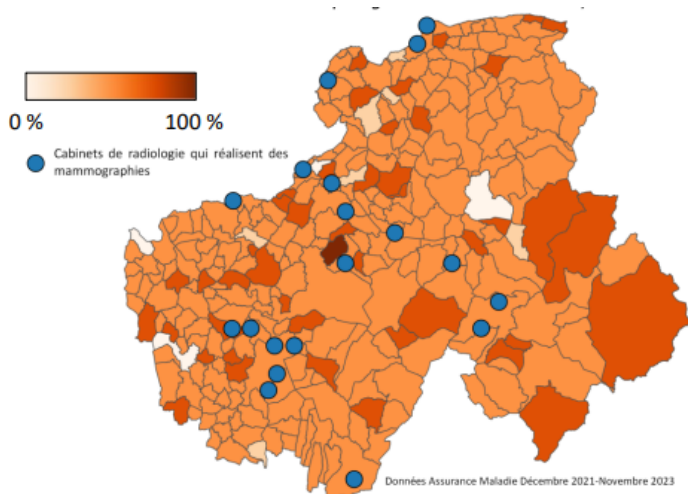 0 %
100 %
Cabinets de radiologie qui réalisent des
mammographies
Données Assurance Maladie Décembre 2021-Novembre 2023